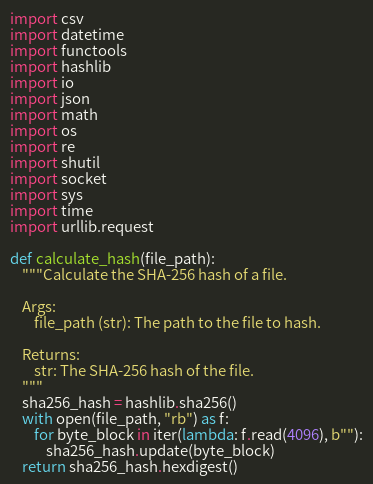 import csv
import datetime
import functools
import hashlib
import io
import json
import math
import os
import re
import shutil
import socket
import sys
import time
import urllib.request

def calculate_hash(file_path):
    """Calculate the SHA-256 hash of a file.

    Args:
        file_path (str): The path to the file to hash.

    Returns:
        str: The SHA-256 hash of the file.
    """
    sha256_hash = hashlib.sha256()
    with open(file_path, "rb") as f:
        for byte_block in iter(lambda: f.read(4096), b""):
            sha256_hash.update(byte_block)
    return sha256_hash.hexdigest()